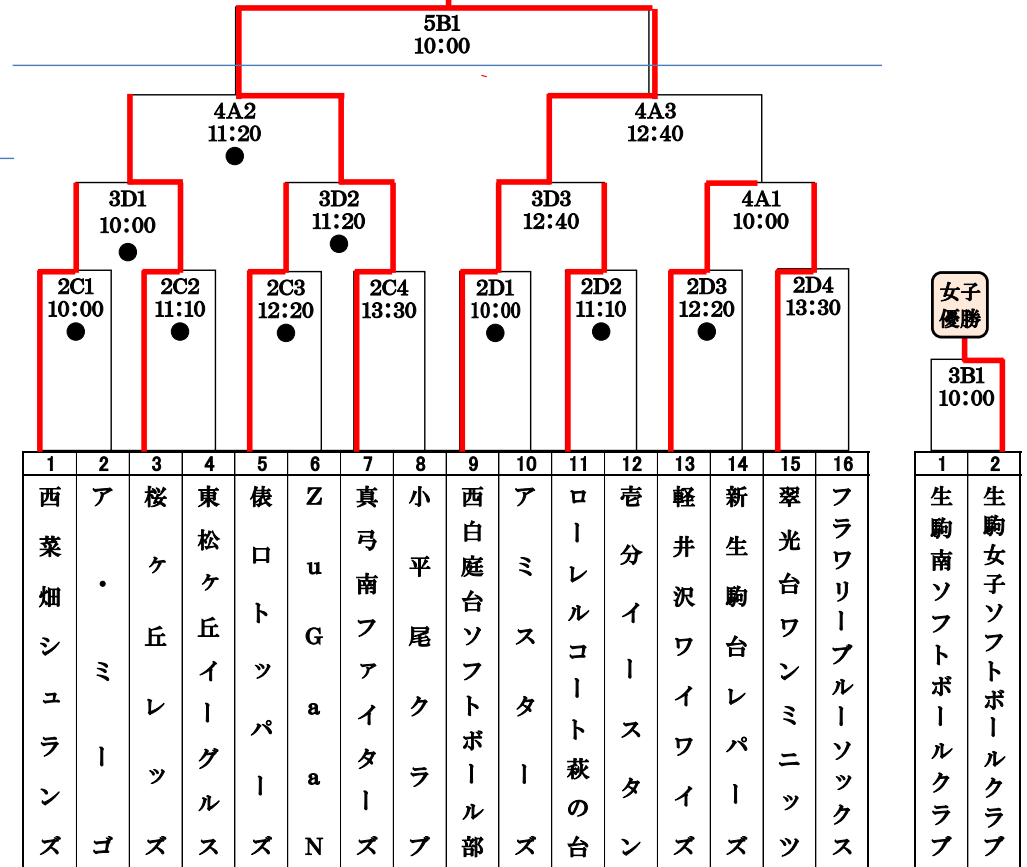 5B1
10:00
4A2
11:20
●
4A3
12:40
3D1
10:00
●
3D2
11:20
●
3D3
12:40
4A1
10:00
2C1
10:00
●
2C2
11:10
●
2C3
12:20
●
2C4
13:30
2D1
10:00
●
2D2
11:10
●
2D3
12:20
●
2D4
13:30
女子
優勝
3B1
10:00
1 2 3 4 5 6 7 8 9 10 11 12 13 14 15 16
西菜畑シュランズ
ア・ミーゴ
桜ヶ丘レッズ
東松ヶ丘イーグルス
俵口トッパーズ
ZuGaaN
真弓南ファイターズ
小平尾クラブ
西白庭台ソフトボール部
アミスターズ
ローレルコート萩の台
壱分イースタン
軽井沢ワイワイズ
新生駒台レパーズ
翠光台ワンミニッツ
フラワリーブルーソックス
1 2
生駒南ソフトボールクラブ
生駒女子ソフトボールクラブ